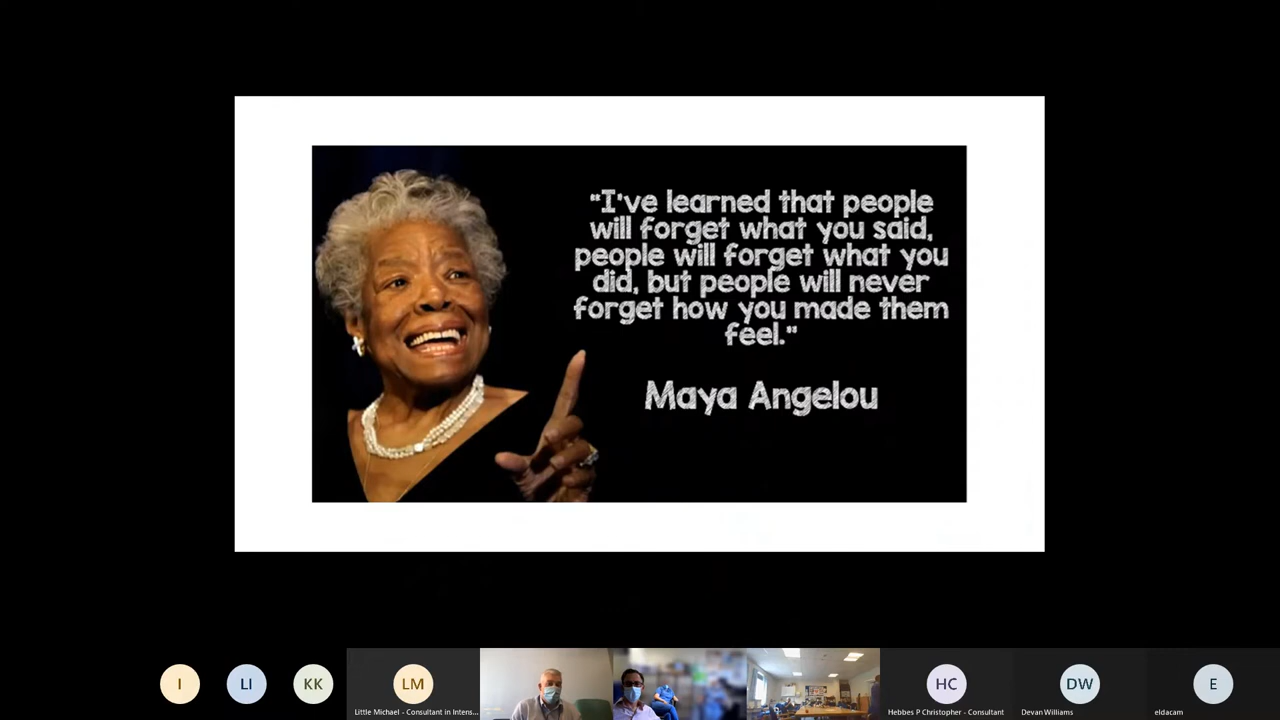 “I've learned that people
will forget what you said,
people will forget what you
did, but people will never
forget how you made them
feel.“
Maya Angelou
I
LI
KK
LM
HC
DW
E
Little Michael - Consultant in Intens...
Hebbes P Christopher - Consultant
Devan Williams
eldacam